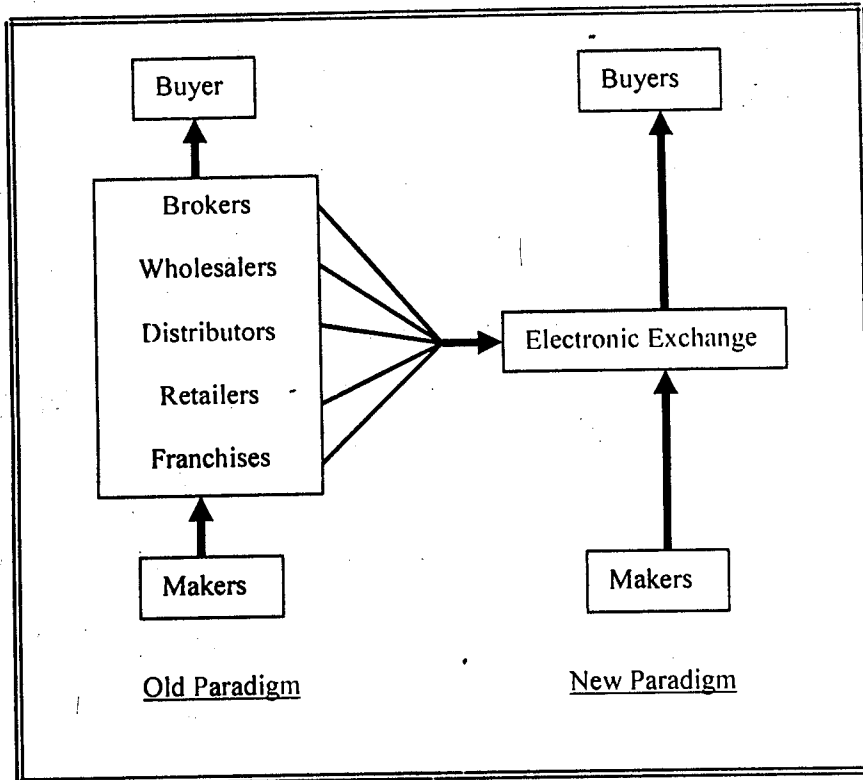 Buyer
Brokers
Wholesalers
Distributors
Retailers
Franchises
Makers
Old Paradigm
Buyers
Electronic Exchange
Makers
New Paradigm